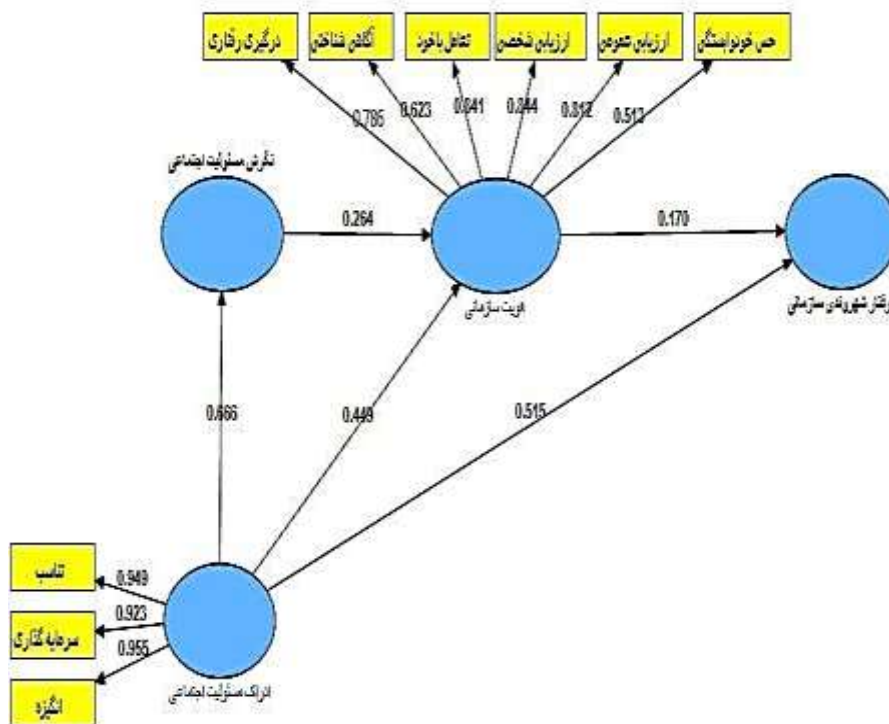 حس خودوابستگی
ارزیابی عمومی
ارزیابی شخصی
تعامل باخود
آگاهی شناختی
درگیری رفتاری
0.785
0.623
0.841
0.844
0.812
0.513
نگرش مسئولیت اجتماعی
0.264
0.170
هویت سازمانی
رفتار شهروندی سازمانی
0.666
0.449
0.515
تناسب
0.949
سرمایه گذاری
0.923
0.955
انگیزه
ادراک مسئولیت اجتماعی